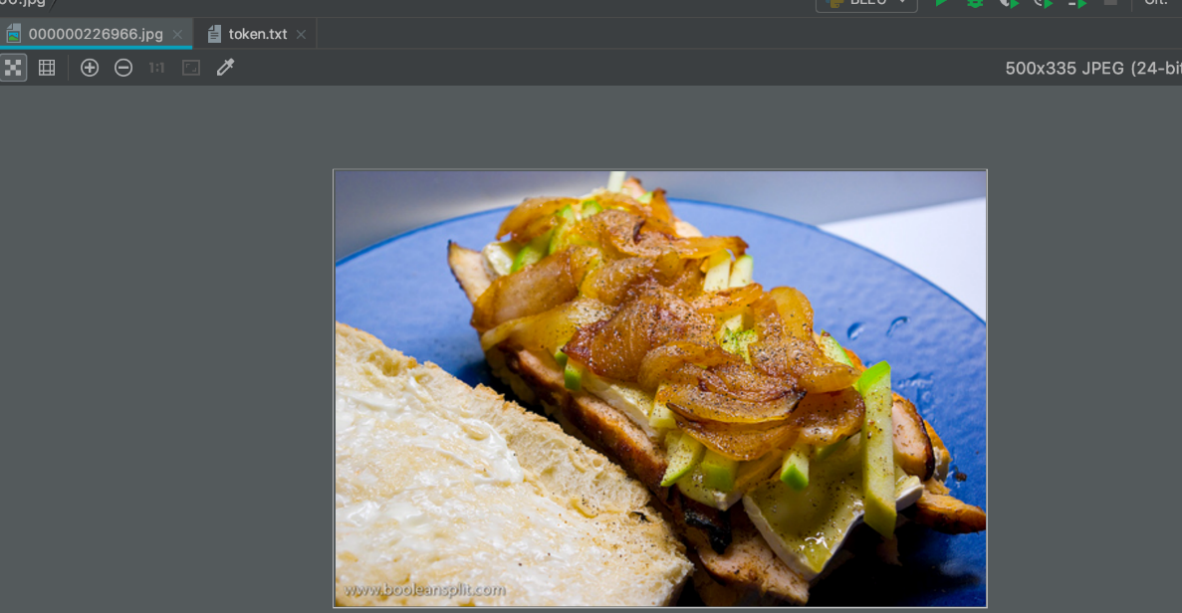 000000226966.jpg
token.txt
1:1
500x335 JPEG (24-bit
www.booleansplit.com